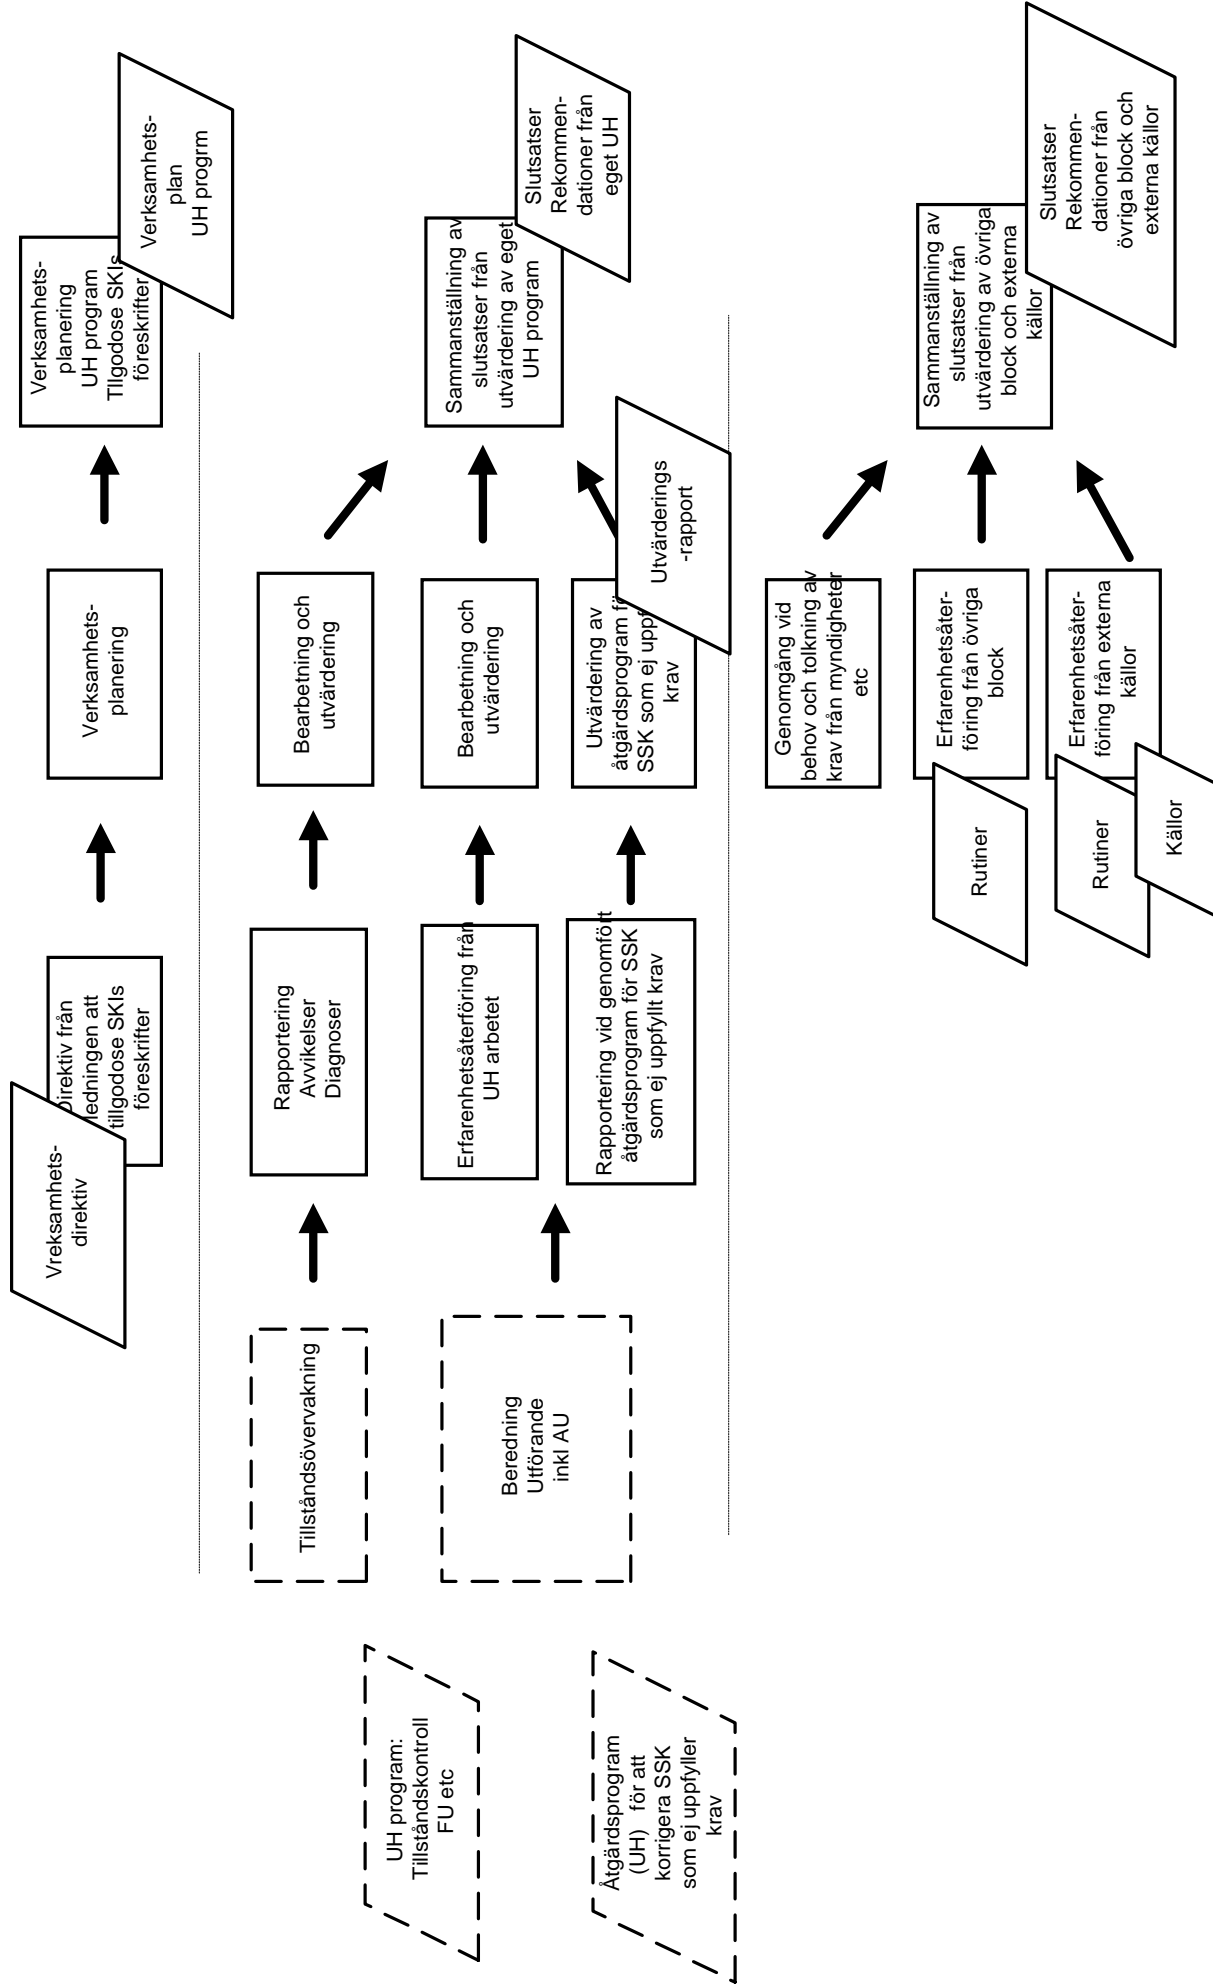 Vreksamhets-
direktiv
Direktiv från
ledningen att
tillgodose SKIs
föreskrifter
Verksamhets-
planering
Verksamhets-
planering
UH program
TIlgodose SKIs
föreskrifter
Verksamhets-
plan
UH progrm
UH program:
Tillståndskontroll
FU etc
Åtgärdsprogram
(UH) för att
korrigera SSK
som ej uppfyller
krav
Tillståndsövervakning
Beredning
Utförande
inkl AU
Rapportering
Avvikelser
Diagnoser
Erfarenhetsåterföring från
UH arbetet
Rapportering vid genomfört
åtgärdsprogram för SSK
som ej uppfyllt krav
Bearbetning och
utvärdering
Bearbetning och
utvärdering
Utvärdering av
åtgärdsprogram
SSK som ej
krav
Utvärderings
-rapport
Sammanställning av
slutsatser från
utvärdering av eget
UH program
Slutsatser
Rekommen-
dationer från
eget UH
Genomgång vid
behov och tolkning av
krav från myndigheter
etc
Erfarenhetsåter-
föring från övriga
block
Rutiner
Erfarenhetsåter-
föring från externa
källor
Rutiner
Källor
Sammanställning av
slutsatser från
utvärdering av övriga
block och externa
källor
Slutsatser
Rekommen-
dationer från
övriga block och
externa källor